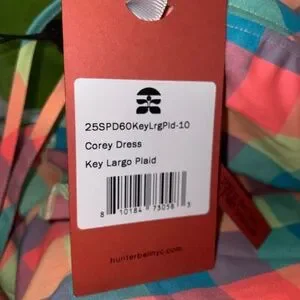 25SPD60KeyLrgPld-10
Corey Dress
Key Largo Plaid
8 10184 73058 3
hunterbellnyc.com